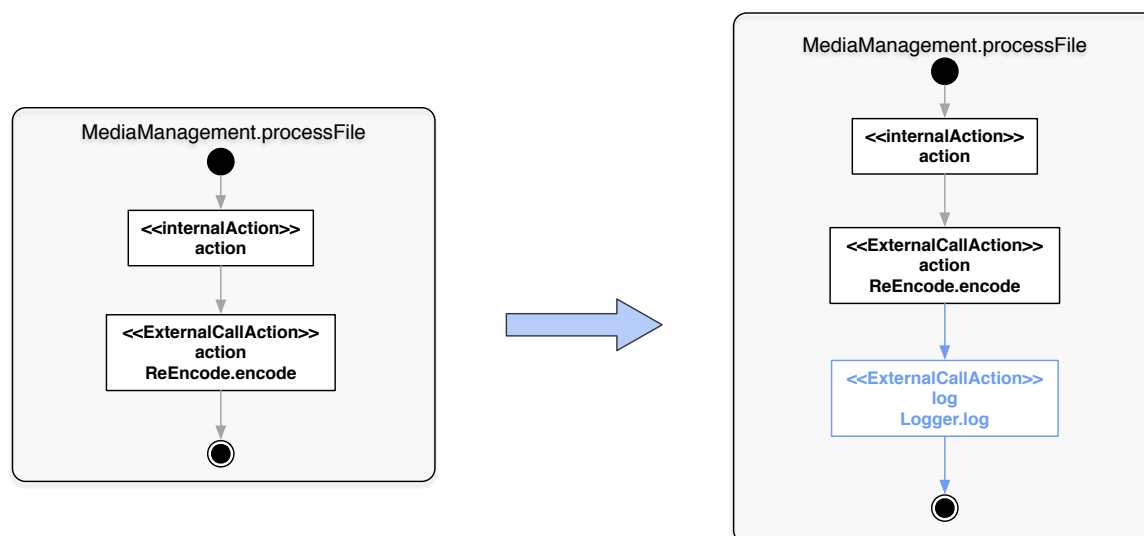 MediaManagement.processFile
<<internalAction>>
action
<<ExternalCallAction>>
action
ReEncode.encode
MediaManagement.processFile
<<internalAction>>
action
<<ExternalCallAction>>
action
ReEncode.encode
<<ExternalCallAction>>
log
Logger.log